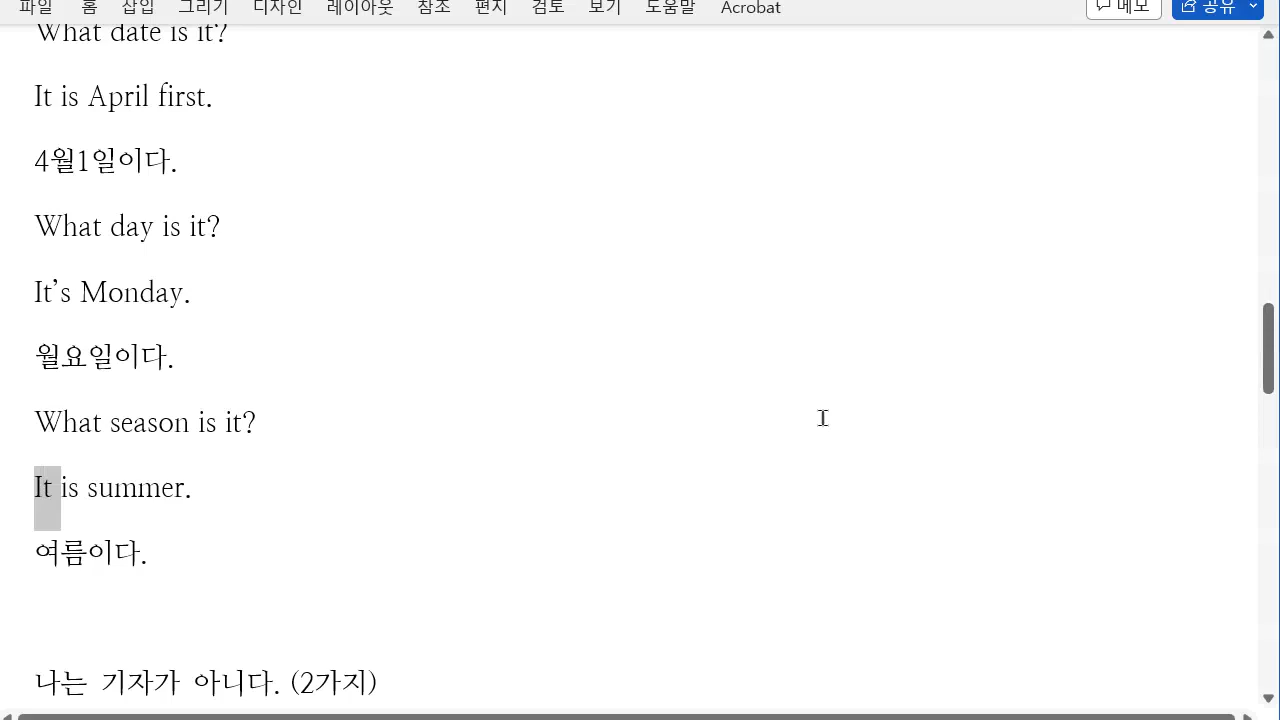 파일 홈 삽입 그리기 디자인 레이아웃 참조 편지 검토 보기 도움말 Acrobat 메모 공유
What date is it?
It is April first.
4월1일이다.
What day is it?
It’s Monday.
월요일이다.
What season is it?
It is summer.
여름이다.
나는 기자가 아니다. (2가지)